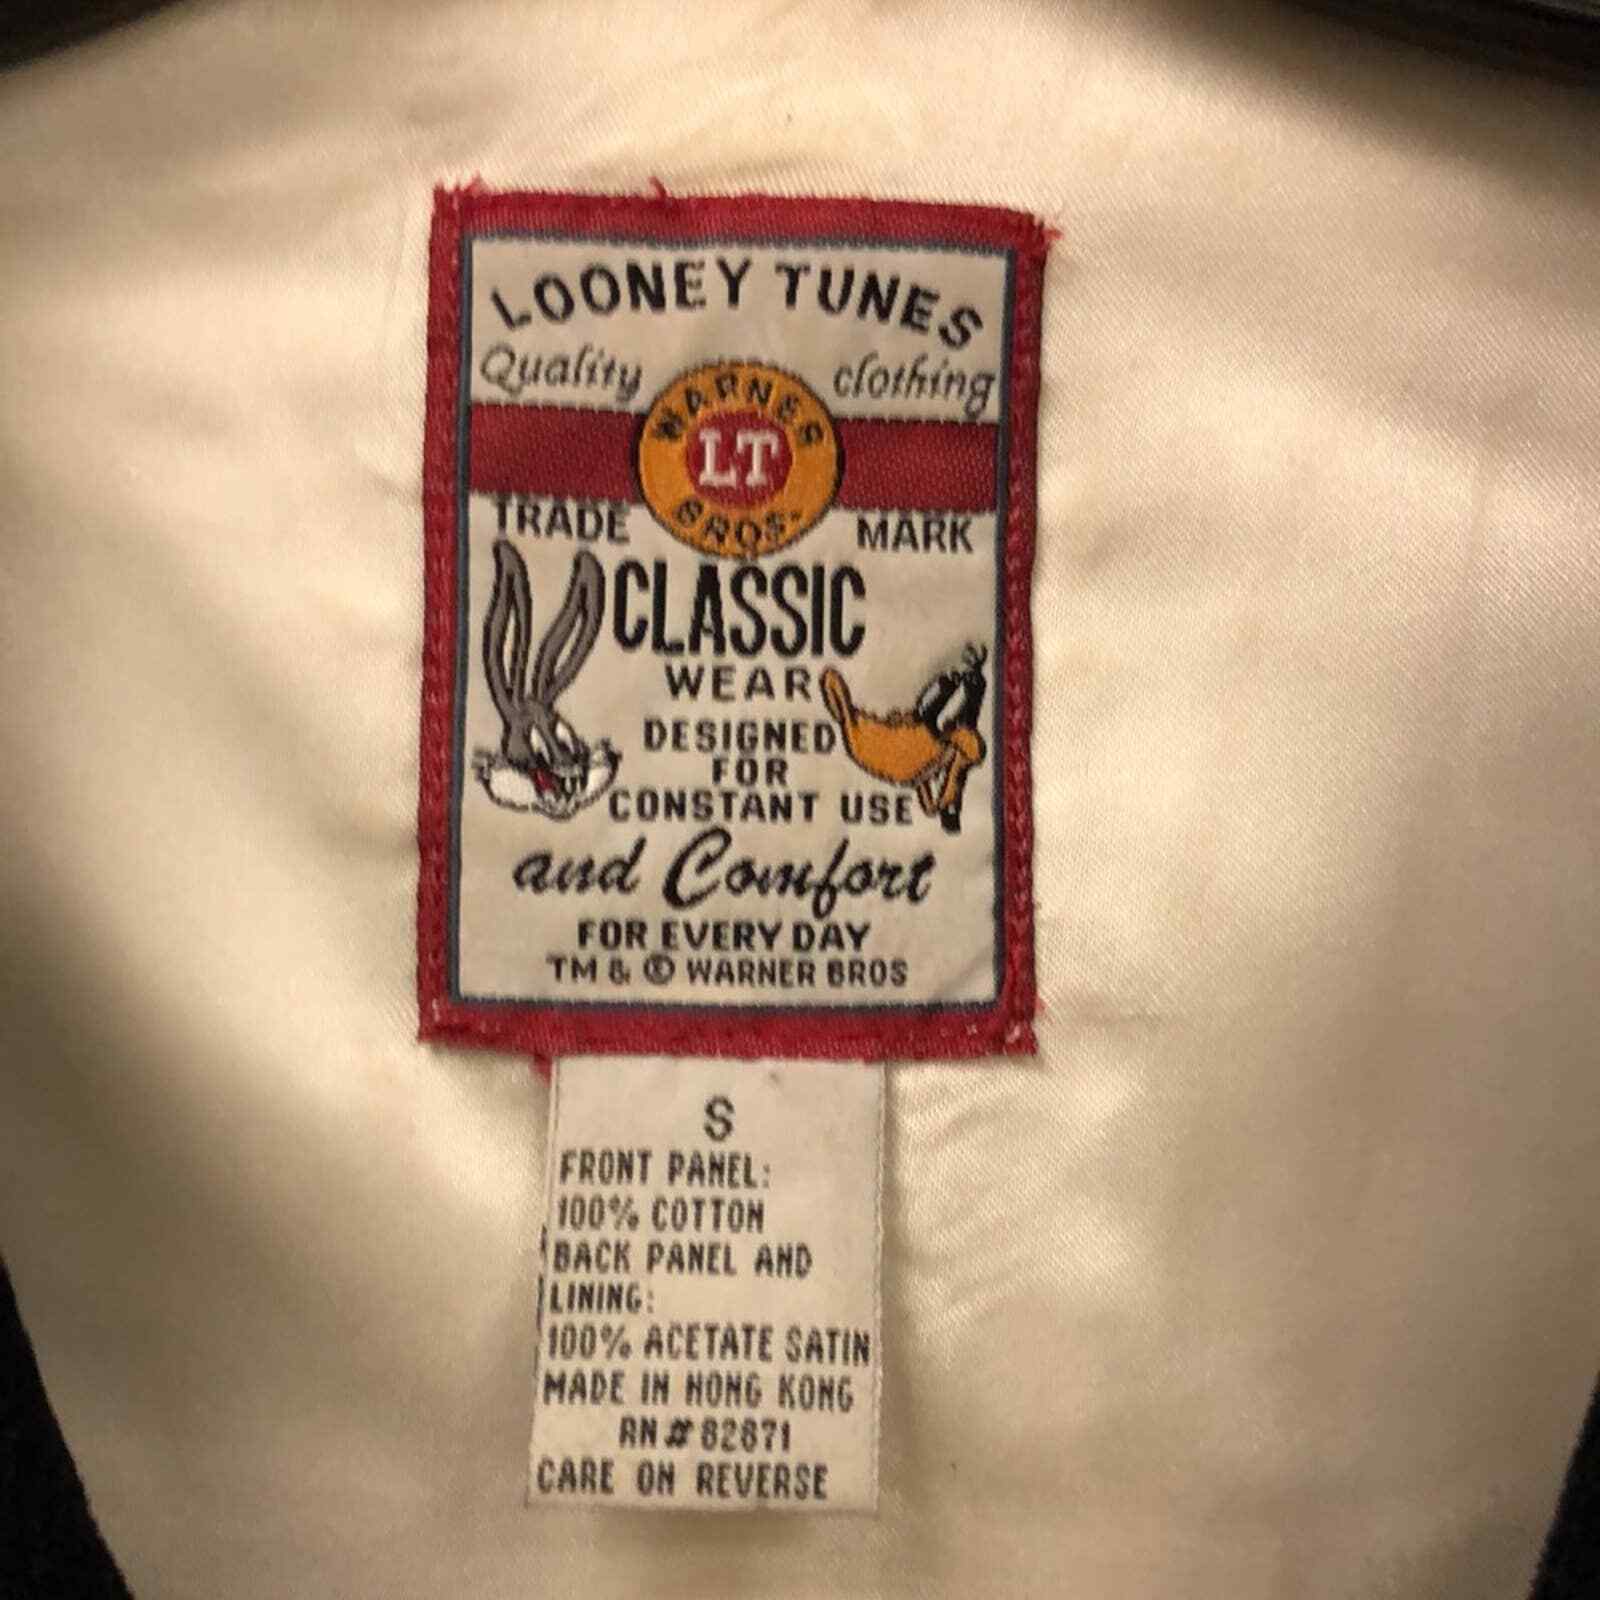 LOONEY TUNES
Quality clothing
WARNER
LT
BROS
TRADE MARK
CLASSIC
WEAR
DESIGNED
FOR
CONSTANT USE
and Comfort
FOR EVERY DAY
TM & © WARNER BROS
S
FRONT PANEL:
100% COTTON
BACK PANEL AND
LINING:
100% ACETATE SATIN
MADE IN HONG KONG
RN # 82871
CARE ON REVERSE